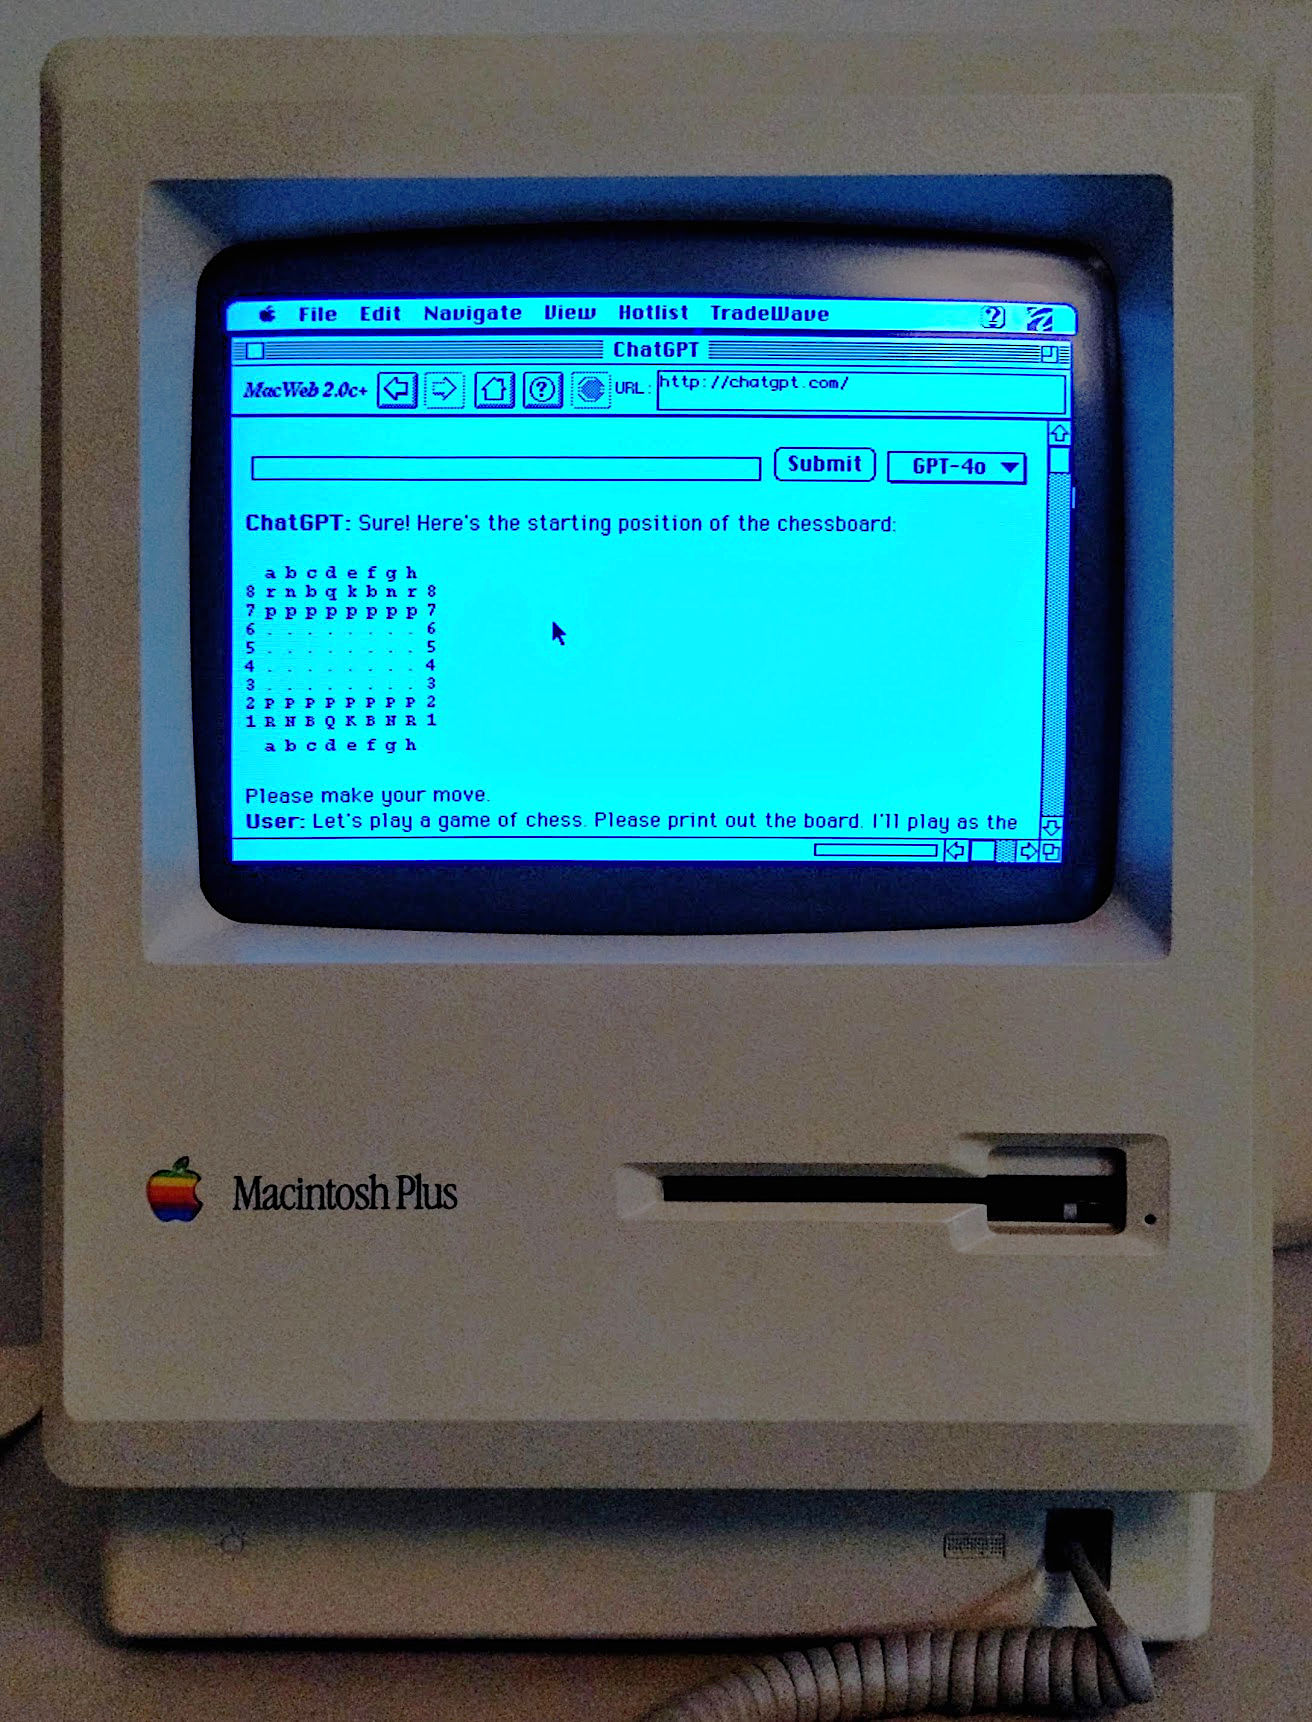 File Edit Navigate View Hotlist TradeWave
ChatGPT
MacWeb 2.0c+ URL: http://chatgpt.com/
Submit GPT-4o
ChatGPT: Sure! Here's the starting position of the chessboard:
a b c d e f g h
8 r n b q k b n r 8
7 p p p p p p p p 7
6 . . . . . . . . 6
5 . . . . . . . . 5
4 . . . . . . . . 4
3 . . . . . . . . 3
2 P P P P P P P P 2
1 R N B Q K B N R 1
a b c d e f g h
Please make your move.
User: Let's play a game of chess. Please print out the board. I'll play as the
Macintosh Plus